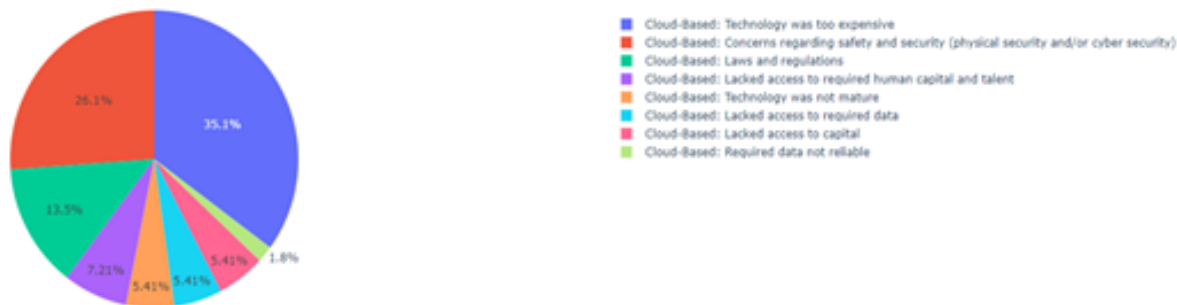 26.1%
35.1%
13.5%
7.21%
5.41%
5.41%
5.41%
1.8%
Cloud-Based: Technology was too expensive
Cloud-Based: Concerns regarding safety and security (physical security and/or cyber security)
Cloud-Based: Laws and regulations
Cloud-Based: Lacked access to required human capital and talent
Cloud-Based: Technology was not mature
Cloud-Based: Lacked access to required data
Cloud-Based: Lacked access to capital
Cloud-Based: Required data not reliable